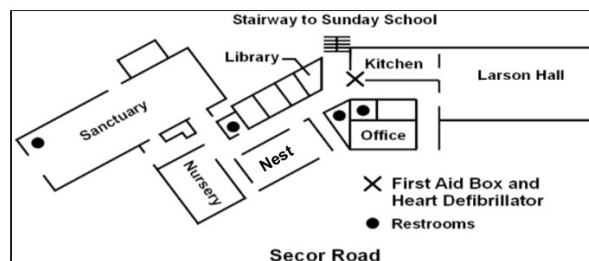 Stairway to Sunday School
Library
Kitchen
Larson Hall
Sanctuary
Office
Nest
Nursery
First Aid Box and
Heart Defibrillator
Restrooms
Secor Road